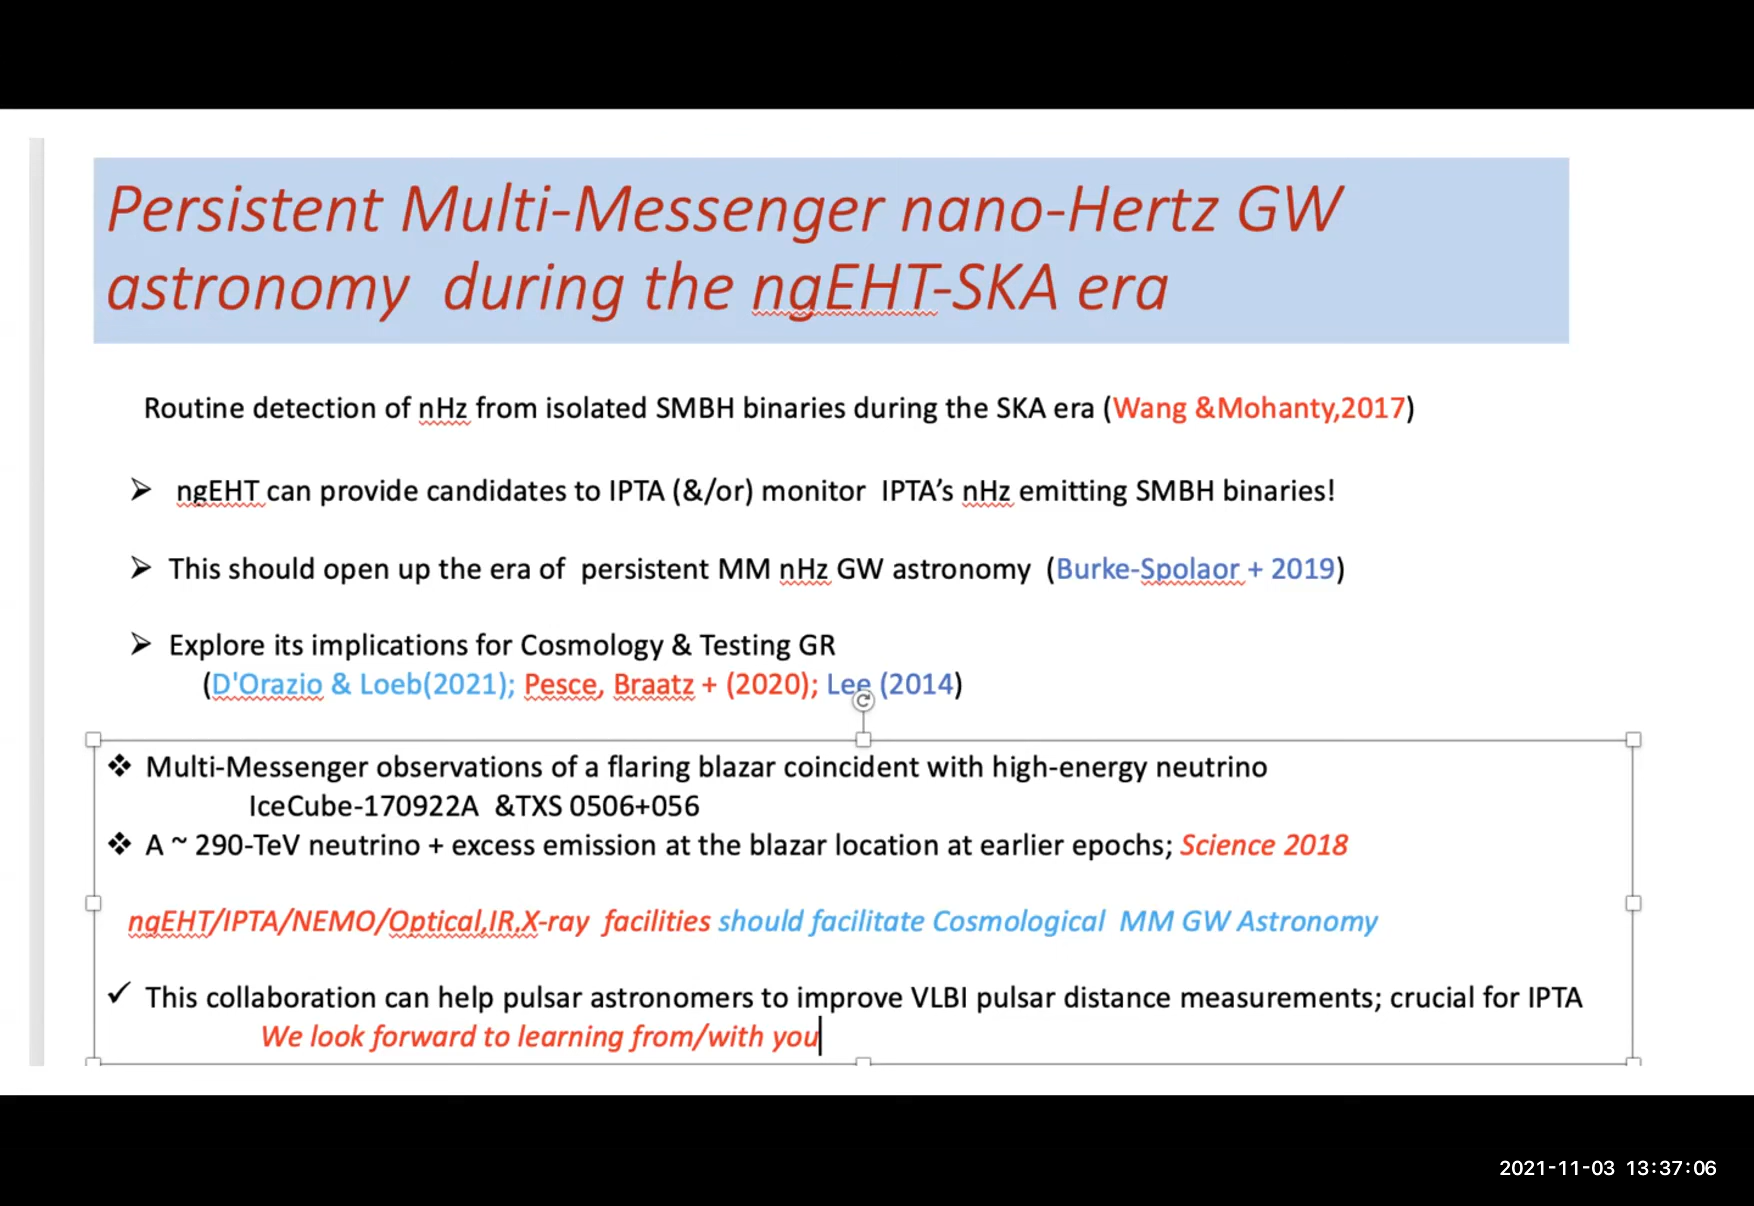 Persistent Multi-Messenger nano-Hertz GW
astronomy during the ngEHT-SKA era
Routine detection of nHz from isolated SMBH binaries during the SKA era (Wang &Mohanty,2017)
➢ ngEHT can provide candidates to IPTA (&/or) monitor IPTA's nHz emitting SMBH binaries!
➢ This should open up the era of persistent MM nHz GW astronomy (Burke-Spolaor + 2019)
➢ Explore its implications for Cosmology & Testing GR
(D'Orazio & Loeb(2021); Pesce, Braatz + (2020); Lee (2014)
❖ Multi-Messenger observations of a flaring blazar coincident with high-energy neutrino
IceCube-170922A &TXS 0506+056
❖ A ~ 290-TeV neutrino + excess emission at the blazar location at earlier epochs; Science 2018
ngEHT/IPTA/NEMO/Optical,IR,X-ray facilities should facilitate Cosmological MM GW Astronomy
✓ This collaboration can help pulsar astronomers to improve VLBI pulsar distance measurements; crucial for IPTA
We look forward to learning from/with you
2021-11-03 13:37:06